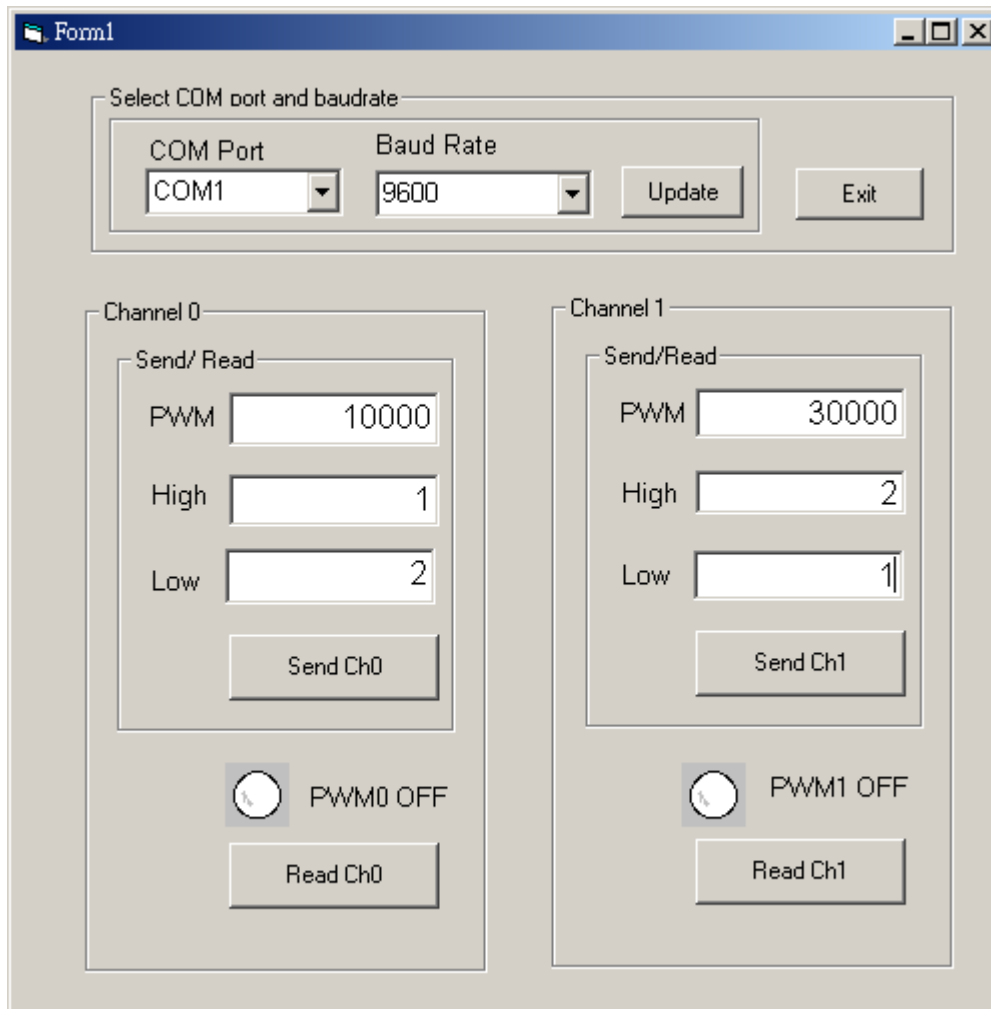 Form1
Select COM port and baudrate
COM Port
Baud Rate
COM1
9600
Update
Exit
Channel 0
Send/ Read
PWM
10000
High
1
Low
2
Send Ch0
PWM0 OFF
Read Ch0
Channel 1
Send/Read
PWM
30000
High
2
Low
1
Send Ch1
PWM1 OFF
Read Ch1